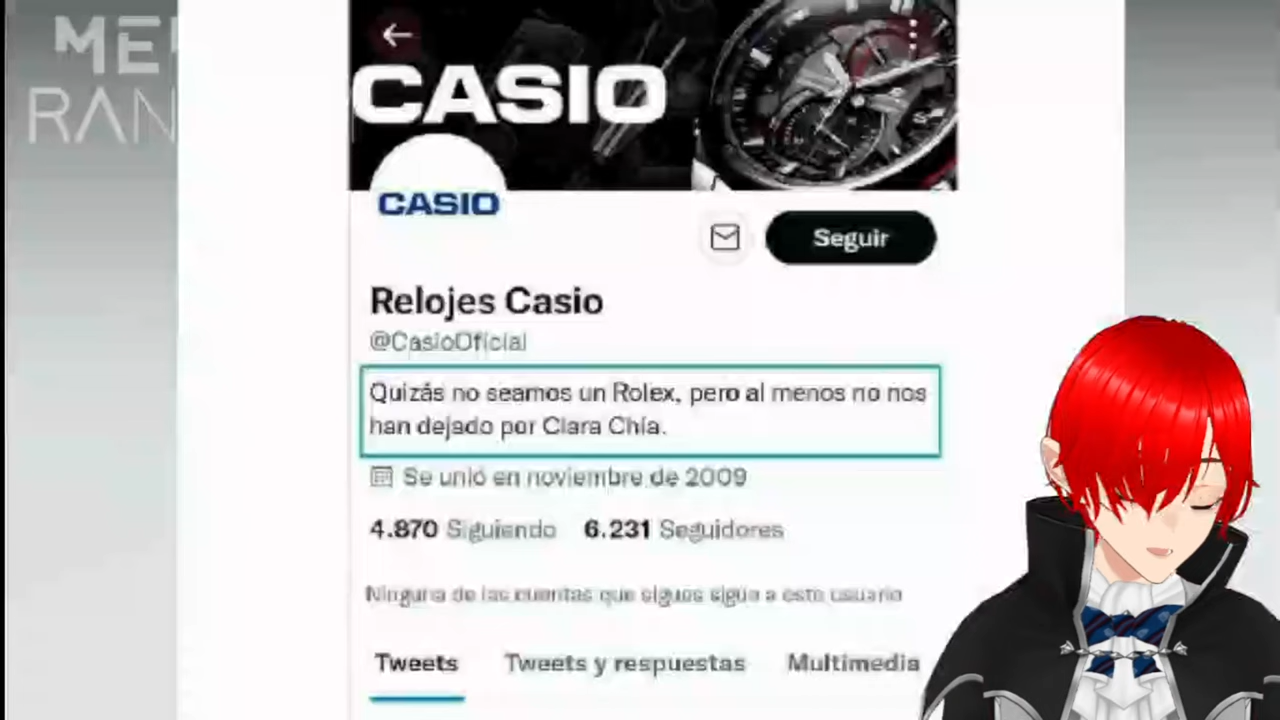 ME
RAN
CASIO
CASIO
Seguir
Relojes Casio
@CasioOficial
Quizás no seamos un Rolex, pero al menos no nos
han dejado por Clara Chía.
Se unió en noviembre de 2009
4.870 Siguiendo 6.231 Seguidores
Ninguna de las cuentas que sigues sigue a este usuario
Tweets Tweets y respuestas Multimedia